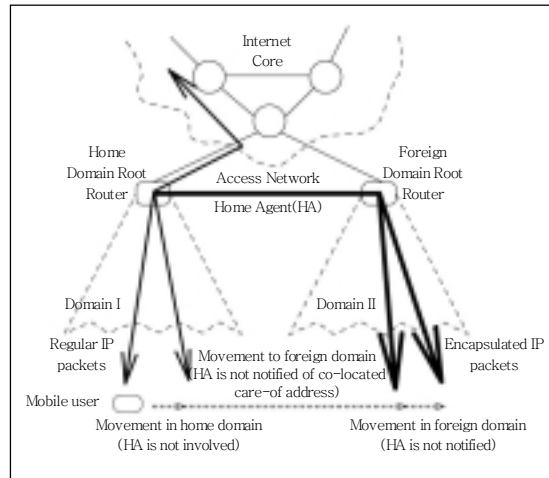 Internet
Core
Home
Domain Root
Router
Foreign
Domain Root
Router
Access Network
Home Agent(HA)
Domain I
Domain II
Regular IP
packets
Encapsulated IP
packets
Movement to foreign domain
(HA is not notified of co-located
care-of address)
Mobile user
Movement in home domain
(HA is not involved)
Movement in foreign domain
(HA is not notified)